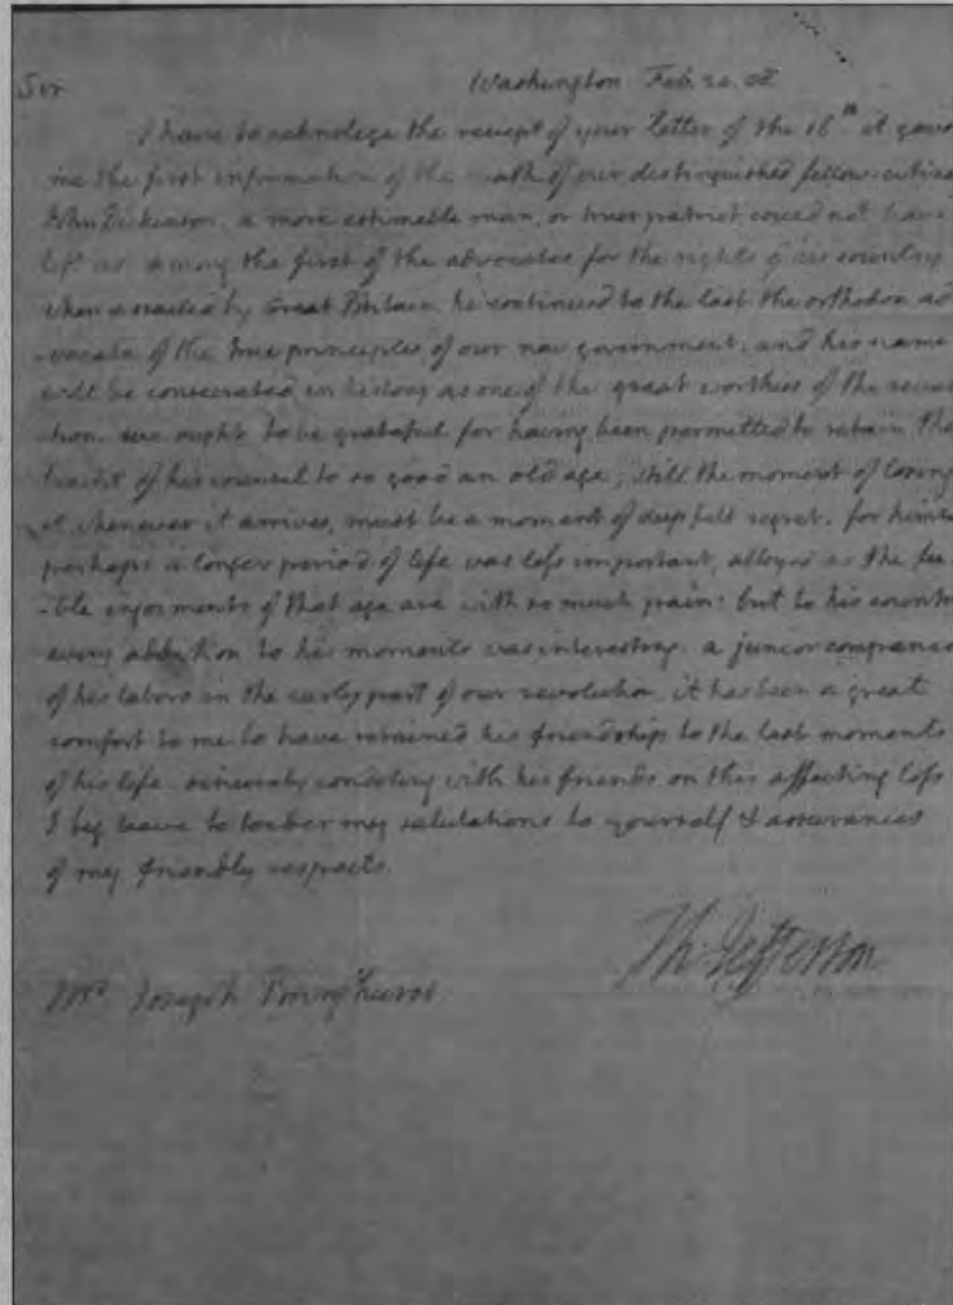 Sir
Washington Feb. 20. 08
I have to acknolege the receipt of your letter of the 16th it gave
me the first information of the death of our distinguished fellow-citizen
John Dickinson. a more estimable man, or truer patriot could not have
left us. Among the first of the advocates for the rights of his country
when assailed by Great Britain, he continued to the last the orthodox ad
-vocate of the true principles of our new government; and his name
will be consecrated in history as one of the great worthies of the revolu
tion. we ought to be grateful for having been permitted to retain the
of his counsel to so good an old age; still the moment of losing
it whenever it arrives, must be a moment of deep felt regret. for himself
perhaps a longer period of life was less important, alloyed as the fee
-ble enjoyments of that age are with so much pain. but to his country
every addition to his moments was interesting. a junior companion
of his labors in the early part of our revolution, it has been a great
comfort to me to have retained his friendship to the last moments
of his life. sincerely condoling with his friends on this affecting loss
I beg leave to tender my salutations to yourself & assurances
of my friendly respects.
Th: Jefferson
Mr Joseph Bringhurst